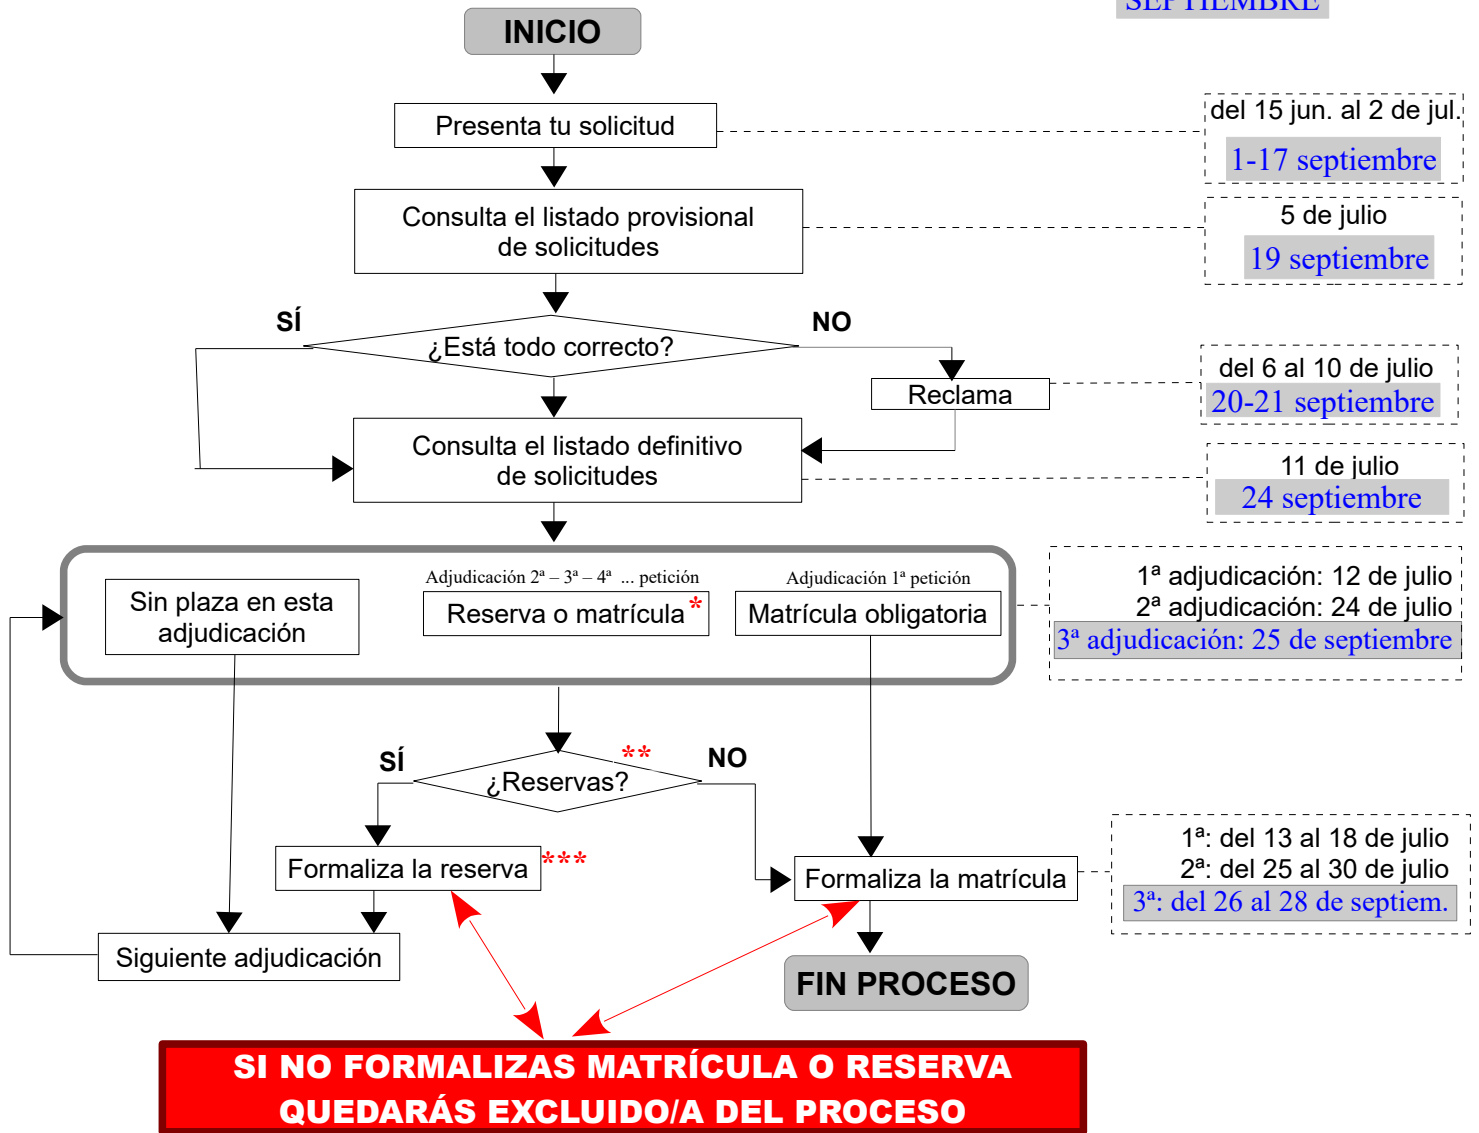 SEPTIEMBRE
INICIO
Presenta tu solicitud
del 15 jun. al 2 de jul.
1-17 septiembre
Consulta el listado provisional
de solicitudes
5 de julio
19 septiembre
SÍ
NO
¿Está todo correcto?
Reclama
del 6 al 10 de julio
20-21 septiembre
Consulta el listado definitivo
de solicitudes
11 de julio
24 septiembre
Sin plaza en esta
adjudicación
Adjudicación 2ª – 3ª – 4ª ... petición
Reserva o matrícula*
Adjudicación 1ª petición
Matrícula obligatoria
1ª adjudicación: 12 de julio
2ª adjudicación: 24 de julio
3ª adjudicación: 25 de septiembre
SÍ
**
NO
¿Reservas?
Formaliza la reserva ***
Formaliza la matrícula
1ª: del 13 al 18 de julio
2ª: del 25 al 30 de julio
3ª: del 26 al 28 de septiem.
Siguiente adjudicación
FIN PROCESO
SI NO FORMALIZAS MATRÍCULA O RESERVA
QUEDARÁS EXCLUIDO/A DEL PROCESO